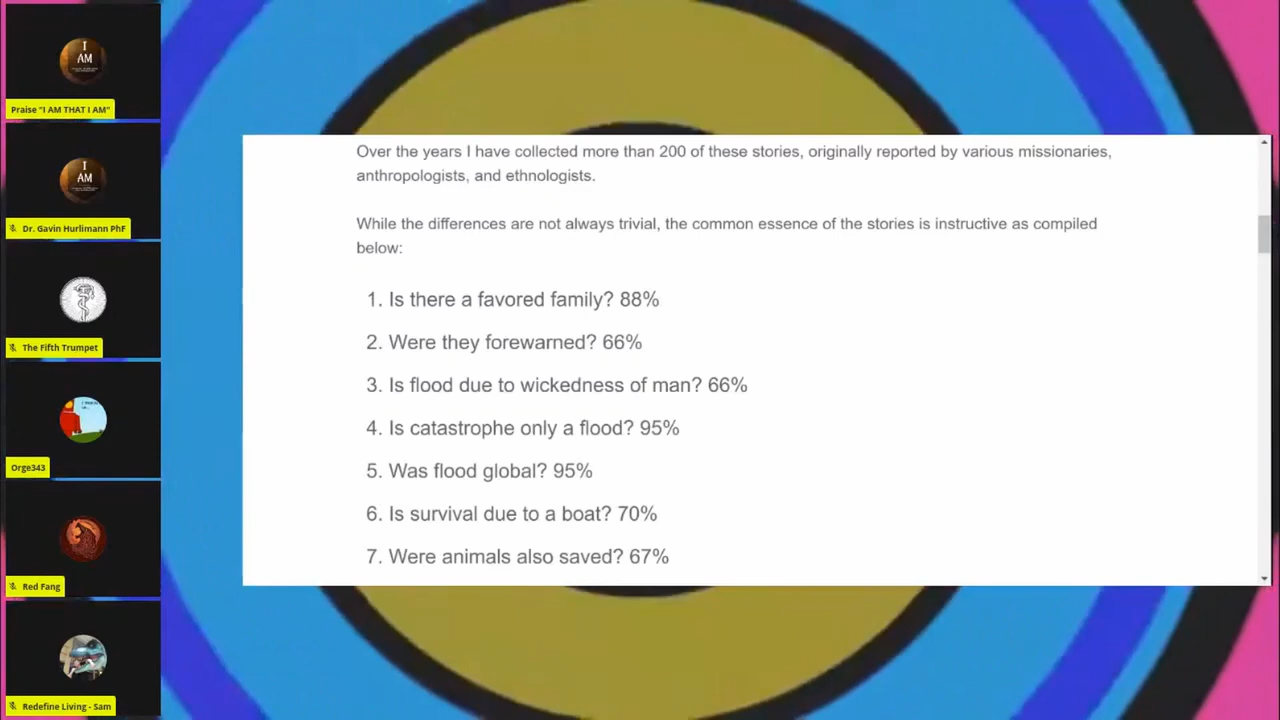 I
AM
Praise "I AM THAT I AM"
I
AM
Dr. Gavin Hurlimann PhF
The Fifth Trumpet
Orge343
Red Fang
Redefine Living - Sam
Over the years I have collected more than 200 of these stories, originally reported by various missionaries,
anthropologists, and ethnologists.
While the differences are not always trivial, the common essence of the stories is instructive as compiled
below:
1. Is there a favored family? 88%
2. Were they forewarned? 66%
3. Is flood due to wickedness of man? 66%
4. Is catastrophe only a flood? 95%
5. Was flood global? 95%
6. Is survival due to a boat? 70%
7. Were animals also saved? 67%